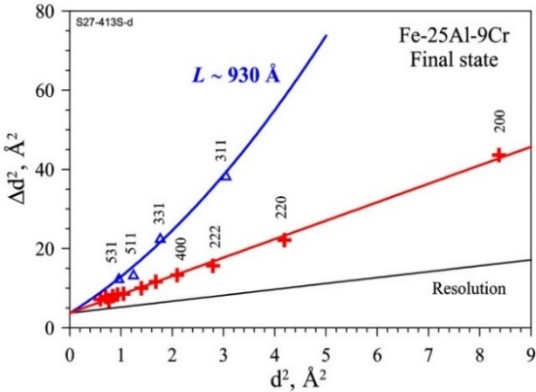 80
60
40
20
0
Δd², Å²
S27-413S-d
L ~ 930 Å
Fe-25Al-9Cr
Final state
200
311
331
511
531
400
222
220
Resolution
0 1 2 3 4 5 6 7 8 9
d², Å²